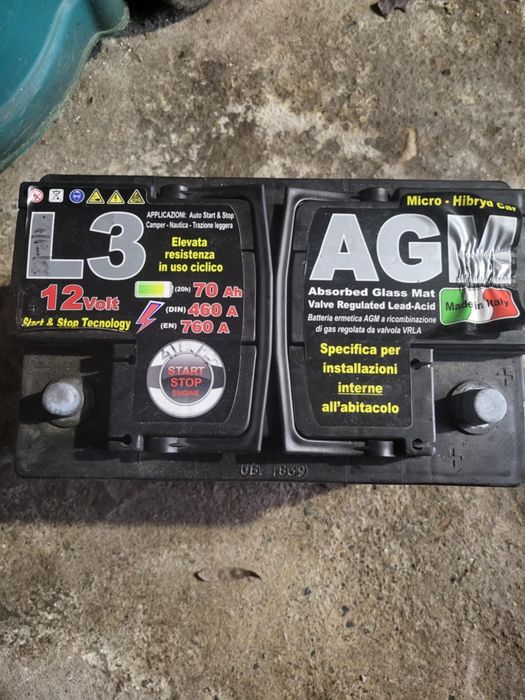 L3
APPLICAZIONI: Auto Start & Stop
Camper - Nautica - Trazione leggera
Elevata
resistenza
in uso ciclico
12Volt
(20h) 70 Ah
(DIN) 460 A
(EN) 760 A
Start & Stop Tecnology
START
STOP
ENGINE
Micro - Hibryd Car
AGM
Absorbed Glass Mat
Valve Regulated Lead-Acid
Batteria ermetica AGM a ricombinazione
di gas regolata da valvola VRLA
Made in Italy
Specifica per
installazioni
interne
all'abitacolo
- +
UB. 1839